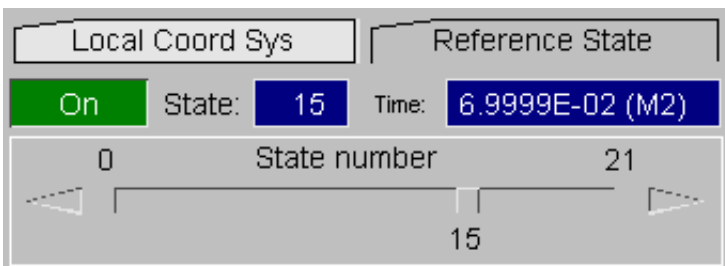 Local Coord Sys Reference State
On State: 15 Time: 6.9999E-02 (M2)
0 State number 21
15